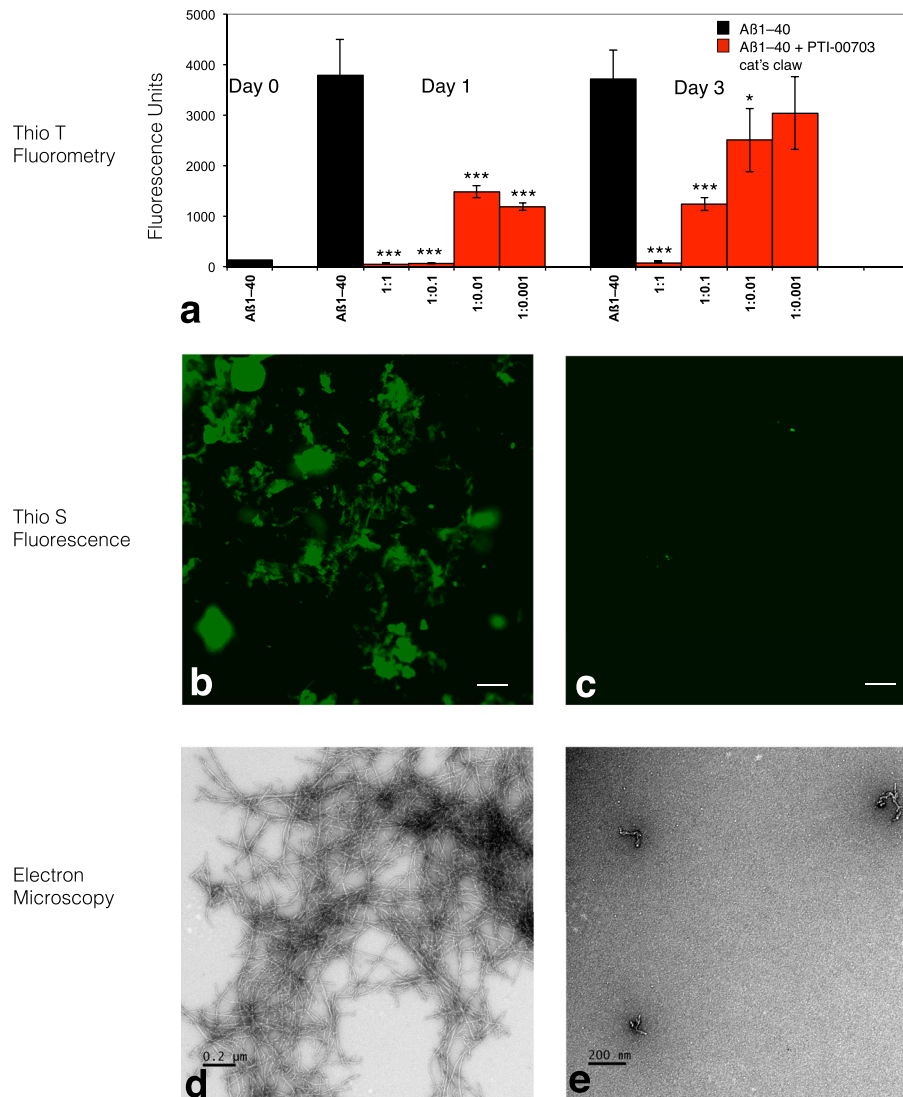 5000
4000
3000
2000
1000
0
Fluorescence Units
Thio T
Fluorometry
Aß1–40
Aß1–40 + PTI-00703
cat's claw
Day 0
Day 1
Day 3
***
***
***
***
***
***
*
Aß1–40
Aß1–40
1:1
1:0.1
1:0.01
1:0.001
Aß1–40
1:1
1:0.1
1:0.01
1:0.001
a
Thio S
Fluorescence
b
c
Electron
Microscopy
0.2 µm
d
200 nm
e